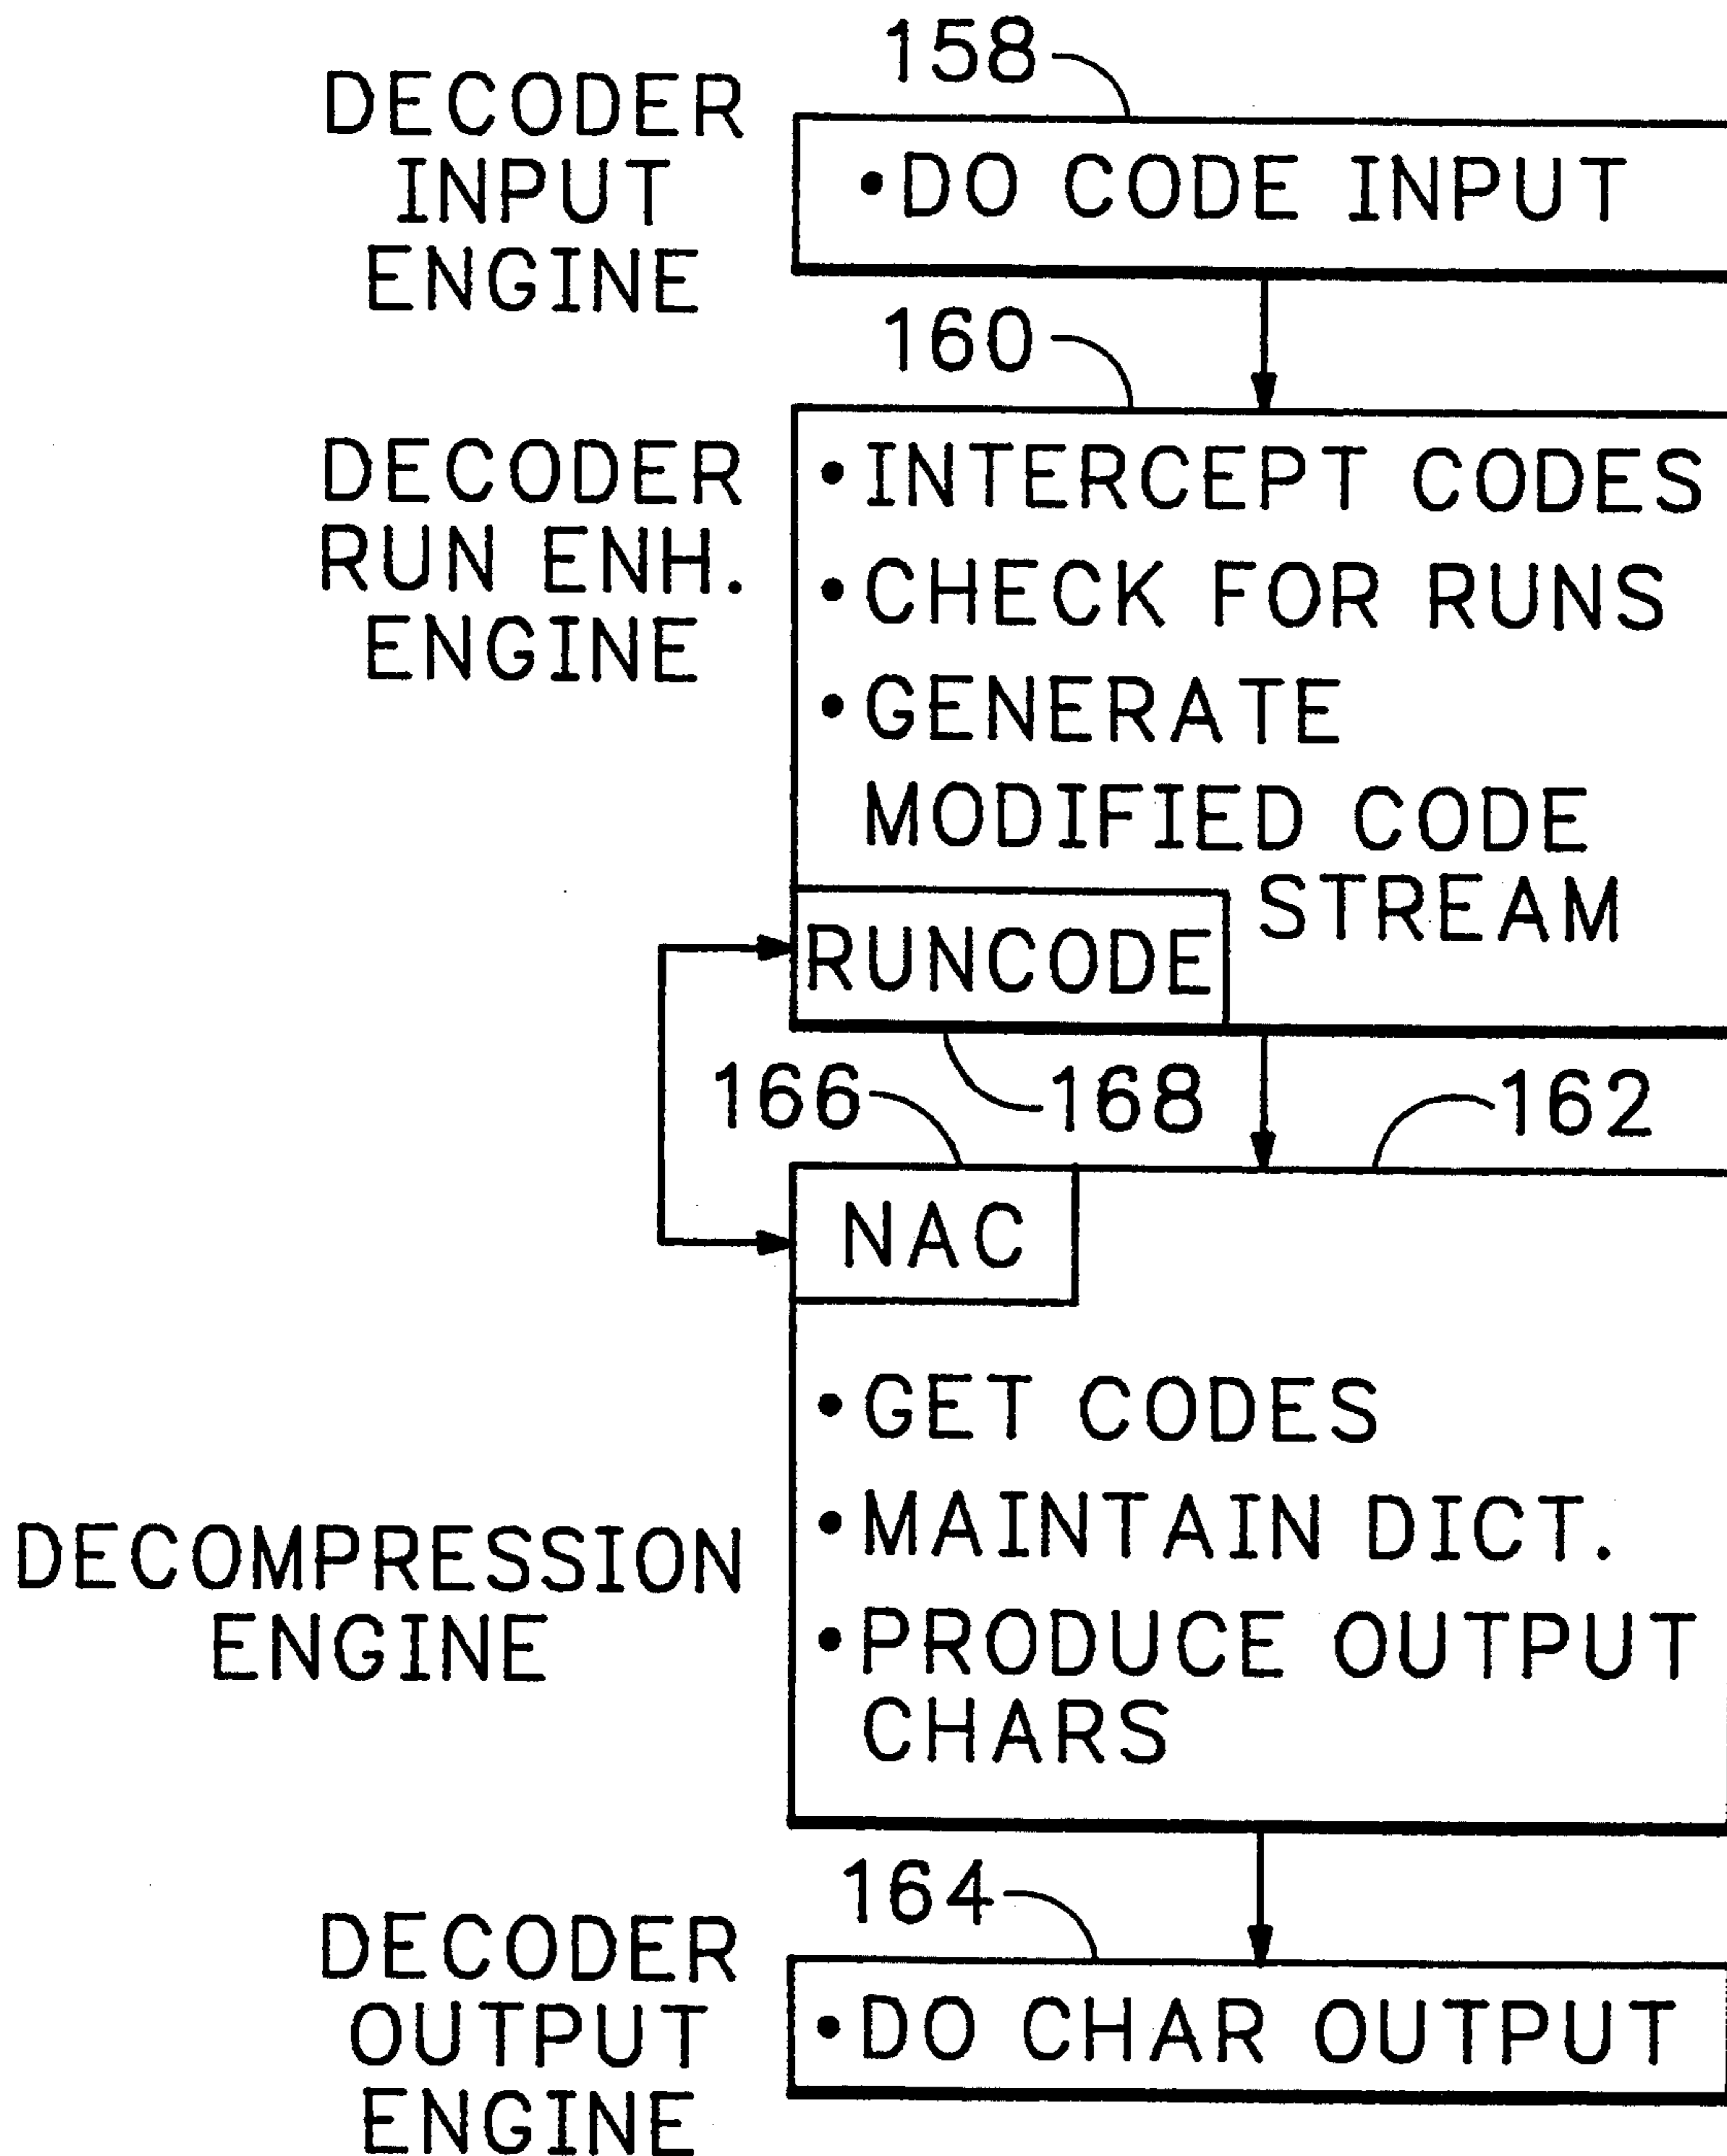 158
DECODER
INPUT
ENGINE
•DO CODE INPUT
160
DECODER
RUN ENH.
ENGINE
•INTERCEPT CODES
•CHECK FOR RUNS
•GENERATE
MODIFIED CODE
STREAM
RUNCODE
166
168
162
NAC
•GET CODES
•MAINTAIN DICT.
•PRODUCE OUTPUT
CHARS
DECOMPRESSION
ENGINE
164
DECODER
OUTPUT
ENGINE
•DO CHAR OUTPUT